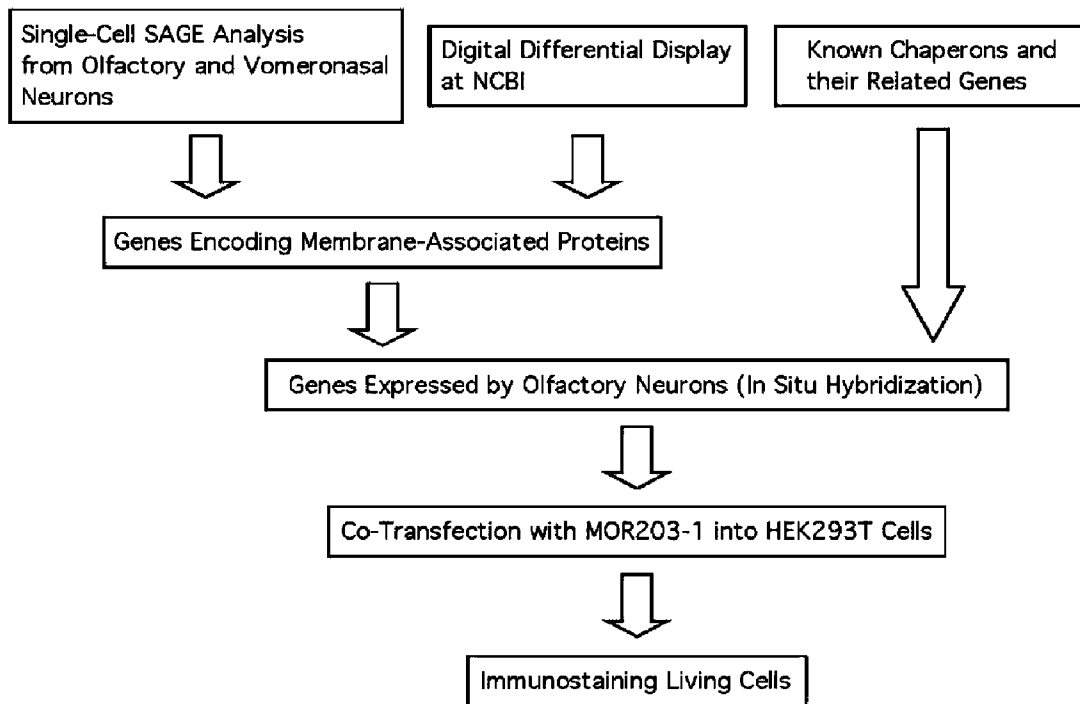 Single-Cell SAGE Analysis
from Olfactory and Vomeronasal
Neurons
Digital Differential Display
at NCBI
Known Chaperons and
their Related Genes
Genes Encoding Membrane-Associated Proteins
Genes Expressed by Olfactory Neurons (In Situ Hybridization)
Co-Transfection with MOR203-1 into HEK293T Cells
Immunostaining Living Cells